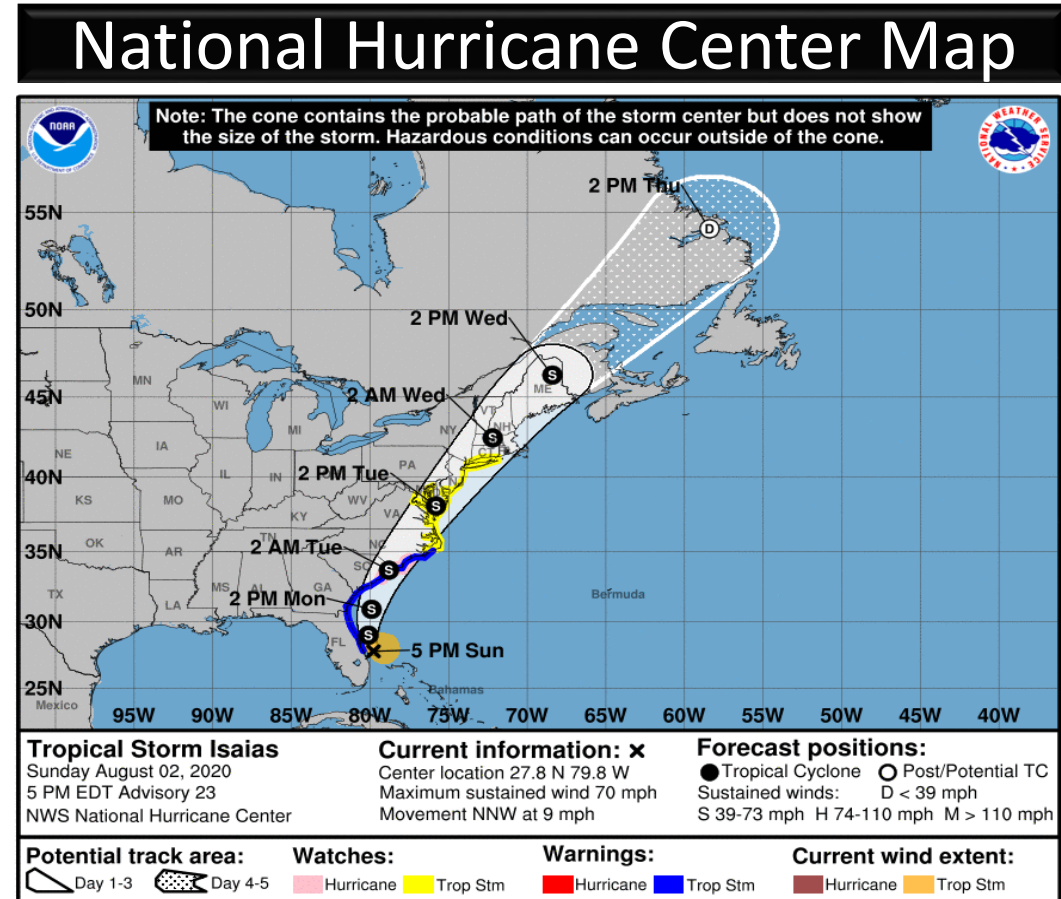 National Hurricane Center Map
Note: The cone contains the probable path of the storm center but does not show
the size of the storm. Hazardous conditions can occur outside of the cone.
NOAA
NATIONAL WEATHER SERVICE
2 PM Thu
55N
D
50N
2 PM Wed
S
ME
MN
45N
2 AM Wed
VT
WI
NH
NY
MI
S
CT
NE
IA
PA
40N
2 PM Tue
NJ
IL
IN
KS
MO
WV
S
VA
KY
OK
TN
NC
35N
2 AM Tue
AR
SC
S
MS
AL
GA
TX
2 PM Mon
S
Bermuda
LA
30N
S
FL
5 PM Sun
25N
Bahamas
Mexico
95W 90W 85W 80W 75W 70W 65W 60W 55W 50W 45W 40W
Tropical Storm Isaias
Sunday August 02, 2020
5 PM EDT Advisory 23
NWS National Hurricane Center
Current information: x
Center location 27.8 N 79.8 W
Maximum sustained wind 70 mph
Movement NNW at 9 mph
Forecast positions:
Tropical Cyclone Post/Potential TC
Sustained winds: D < 39 mph
S 39-73 mph H 74-110 mph M > 110 mph
Potential track area:
Day 1-3 Day 4-5
Watches:
Hurricane Trop Stm
Warnings:
Hurricane Trop Stm
Current wind extent:
Hurricane Trop Stm